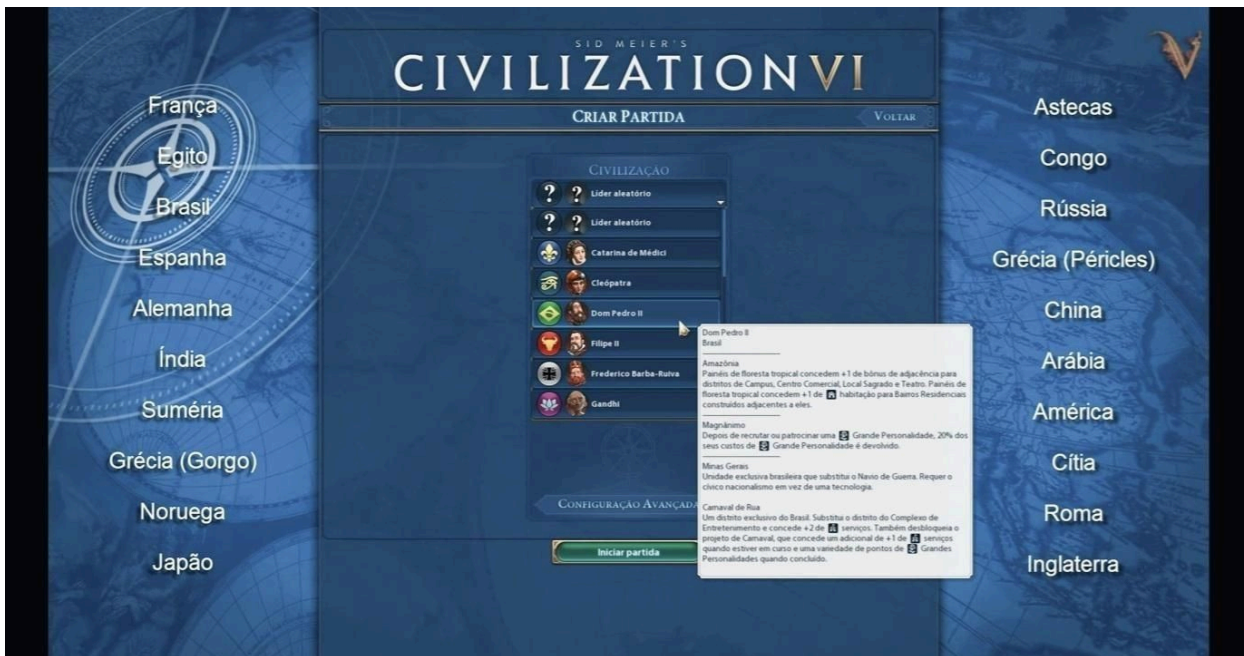 SID MEIER'S
CIVILIZATION VI
CRIAR PARTIDA
VOLTAR
França
Egito
Brasil
Espanha
Alemanha
Índia
Suméria
Grécia (Gorgo)
Noruega
Japão
CIVILIZAÇÃO
? ? Líder aleatório
? ? Líder aleatório
Catarina de Médici
Cleópatra
Dom Pedro II
Filipe II
Frederico Barba-Ruiva
Gandhi
CONFIGURAÇÃO AVANÇADA
Iniciar partida
Dom Pedro II
Brasil
Amazônia
Painéis de floresta tropical concedem +1 de bônus de adjacência para
distritos de Campus, Centro Comercial, Local Sagrado e Teatro. Painéis de
floresta tropical concedem +1 de habitação para Bairros Residenciais
construídos adjacentes a eles.
Magnânimo
Depois de recrutar ou patrocinar uma Grande Personalidade, 20% dos
seus custos de Grande Personalidade é devolvido.
Minas Gerais
Unidade exclusiva brasileira que substitui o Navio de Guerra. Requer o
cívico nacionalismo em vez de uma tecnologia.
Carnaval de Rua
Um distrito exclusivo do Brasil. Substitui o distrito do Complexo de
Entretenimento e concede +2 de serviços. Também desbloqueia o
projeto de Carnaval, que concede um adicional de +1 de serviços
quando estiver em curso e uma variedade de pontos de Grandes
Personalidades quando concluído.
V
Astecas
Congo
Rússia
Grécia (Péricles)
China
Arábia
América
Cítia
Roma
Inglaterra